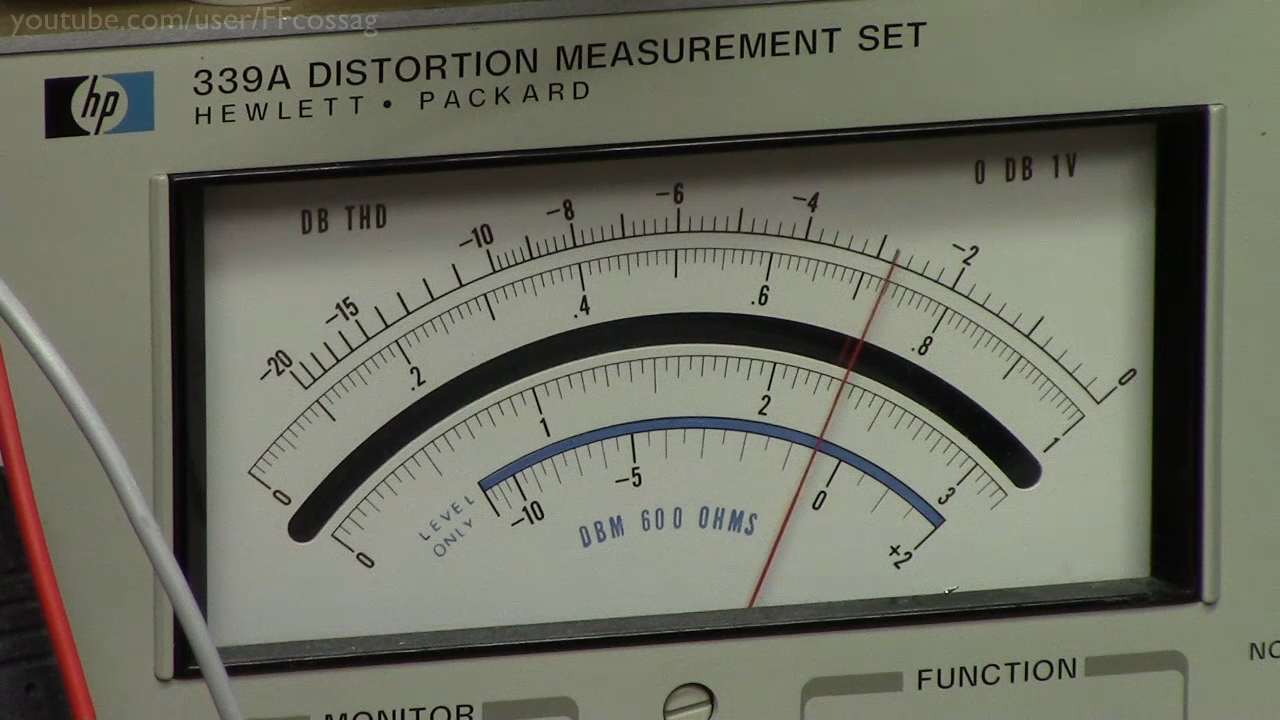 youtube.com/user/FFcossag
hp
339A DISTORTION MEASUREMENT SET
HEWLETT • PACKARD
DB THD
0 DB 1V
-20 -15 -10 -8 -6 -4 -2 0
0 .2 .4 .6 .8 1
0 1 2 3
LEVEL
ONLY
-10 -5 0 +2
DBM 600 OHMS
MONITOR
FUNCTION